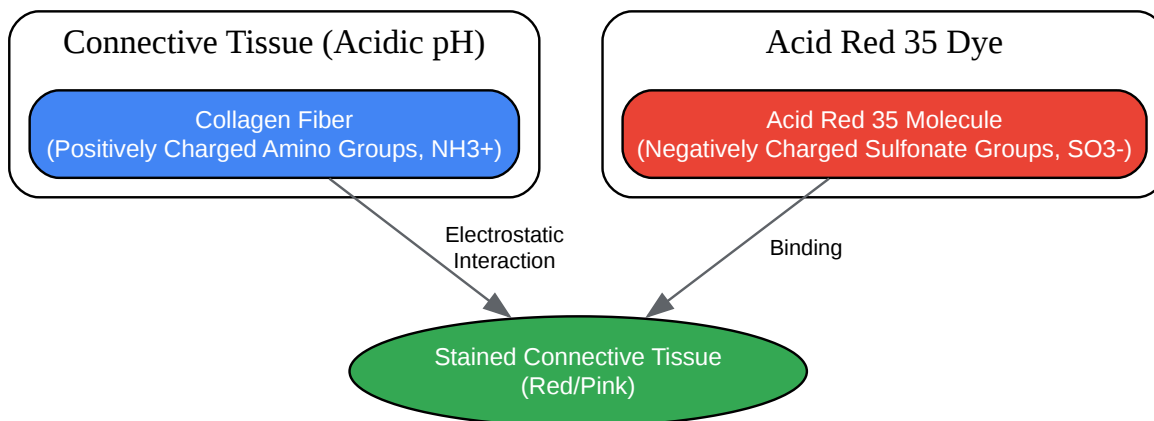 Connective Tissue (Acidic pH)
Acid Red 35 Dye
Collagen Fiber
(Positively Charged Amino Groups, NH3+)
Acid Red 35 Molecule
(Negatively Charged Sulfonate Groups, SO3-)
Electrostatic
Interaction
Binding
Stained Connective Tissue
(Red/Pink)